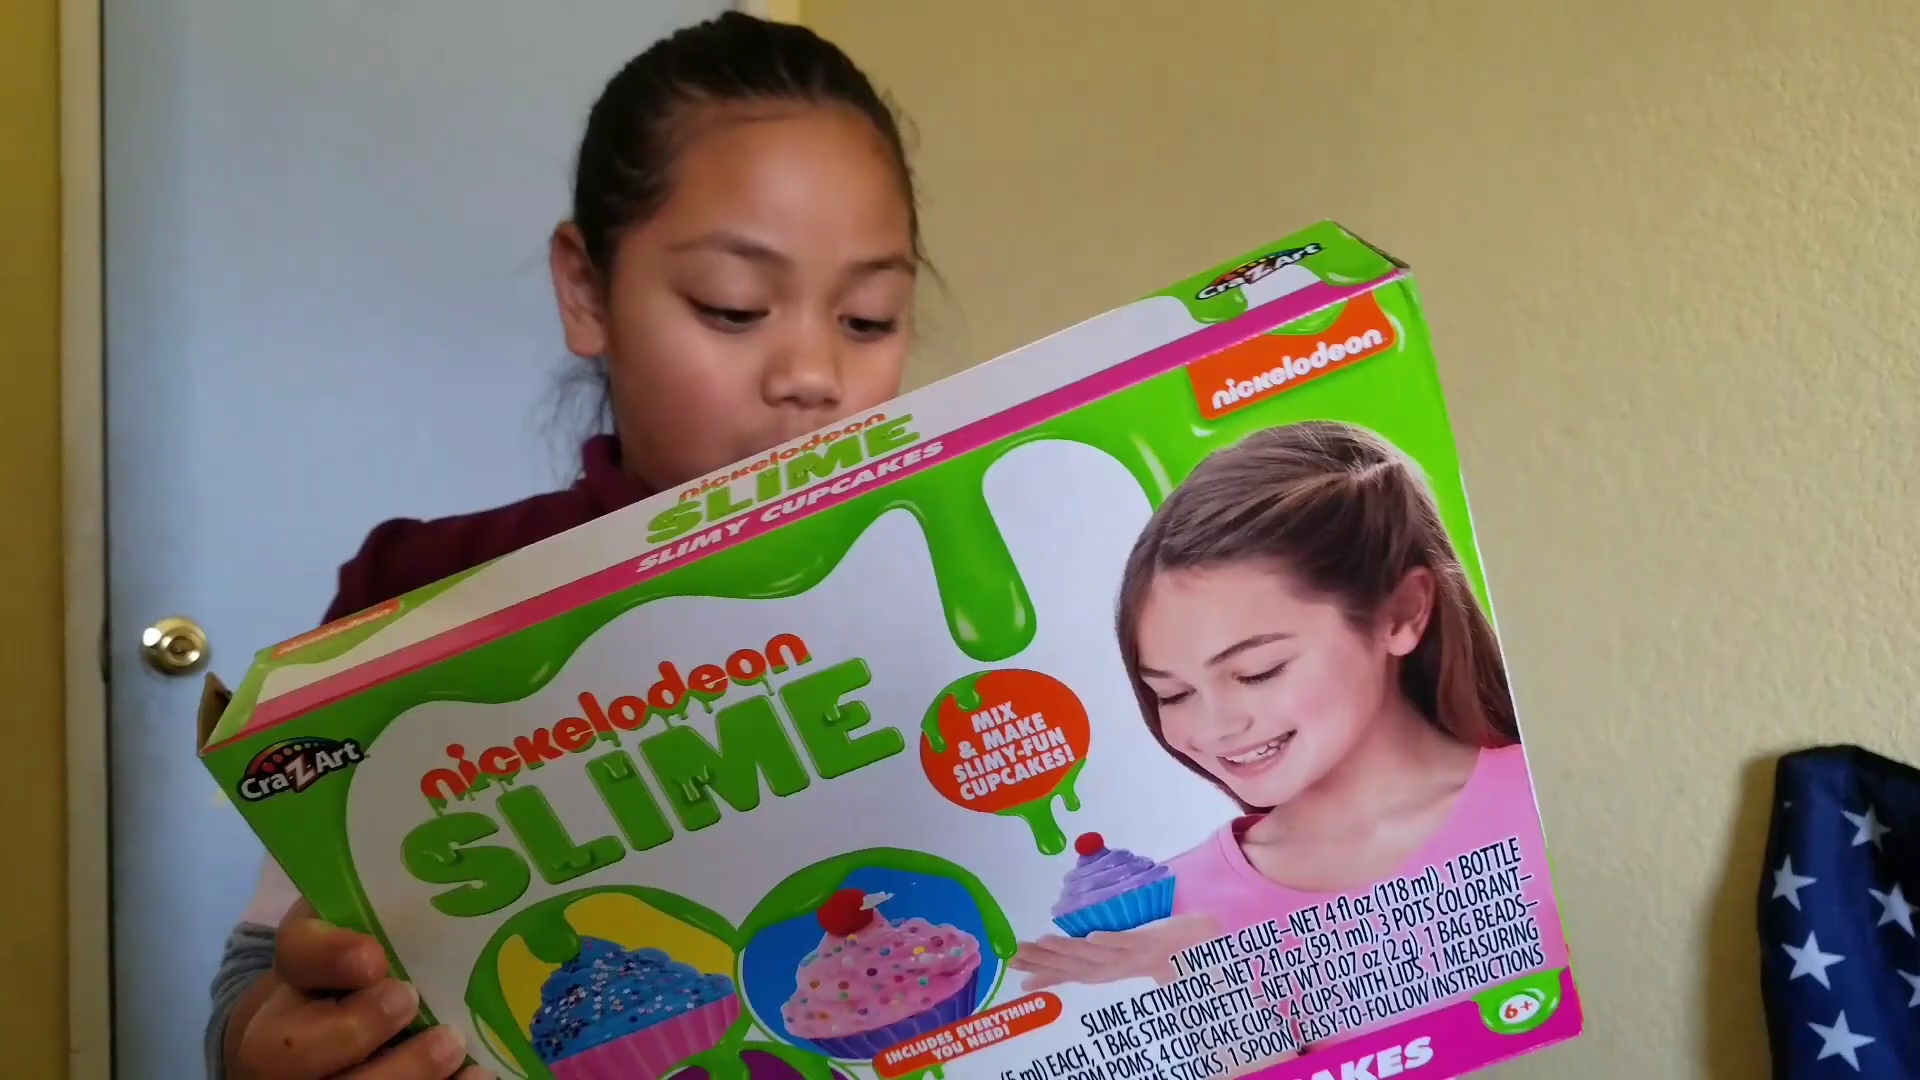 Cra-Z-Art
nickelodeon
nickelodeon
SLIME
SLIMY CUPCAKES
Cra-Z-Art
nickelodeon
SLIME
MIX
& MAKE
SLIMY-FUN
CUPCAKES!
INCLUDES EVERYTHING
YOU NEED!
1 WHITE GLUE–NET 4 fl oz (118 ml), 1 BOTTLE
SLIME ACTIVATOR–NET 2 fl oz (59.1 ml), 3 POTS COLORANT–
(5 ml) EACH, 1 BAG STAR CONFETTI–NET WT 0.07 oz (2 g), 1 BAG BEADS–
POM POMS, 4 CUPCAKE CUPS, 4 CUPS WITH LIDS, 1 MEASURING
STICKS, 1 SPOON, EASY-TO-FOLLOW INSTRUCTIONS
6+